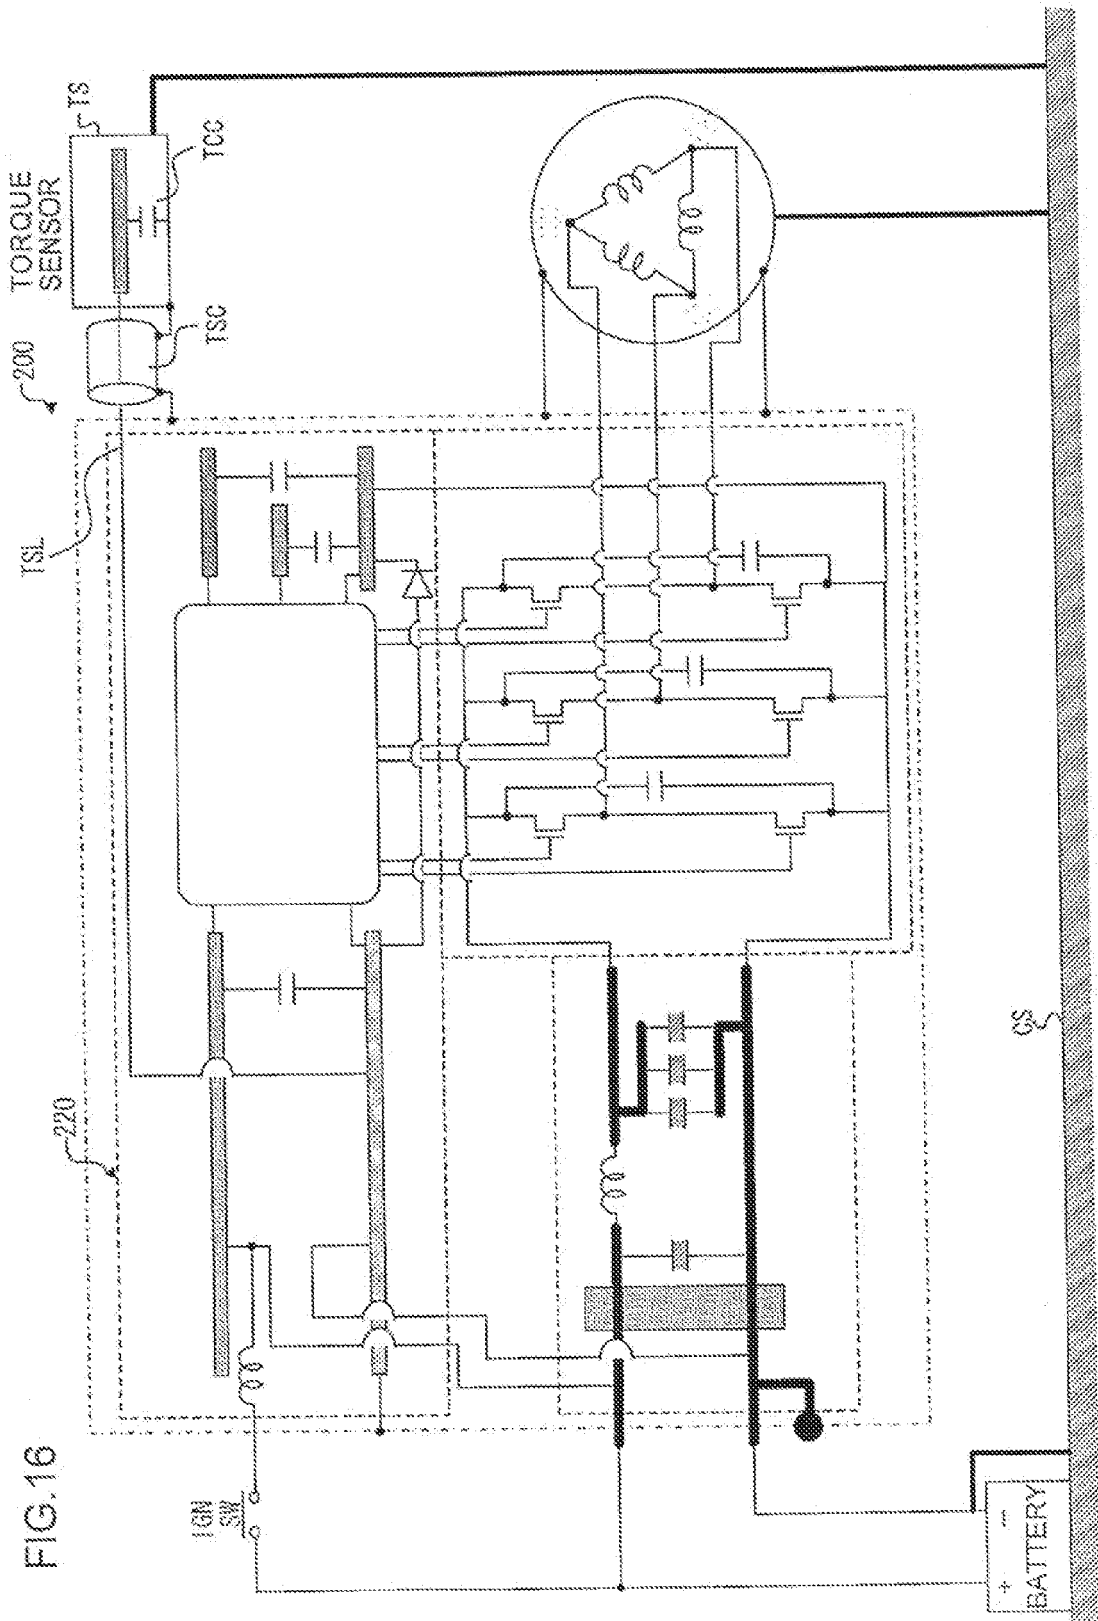 FIG.16
200
TORQUE
SENSOR
TS
TCC
TSC
TSL
220
IGN
SW
BATTERY
+
−
CS